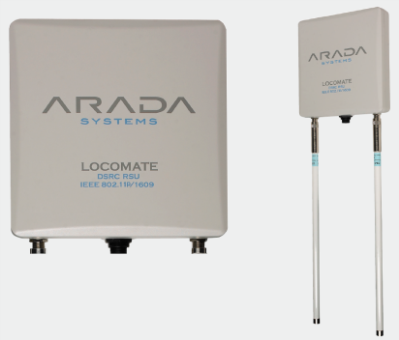 ARADA
SYSTEMS
LOCOMATE
DSRC RSU
IEEE 802.11P/1609
ARADA
SYSTEMS
LOCOMATE